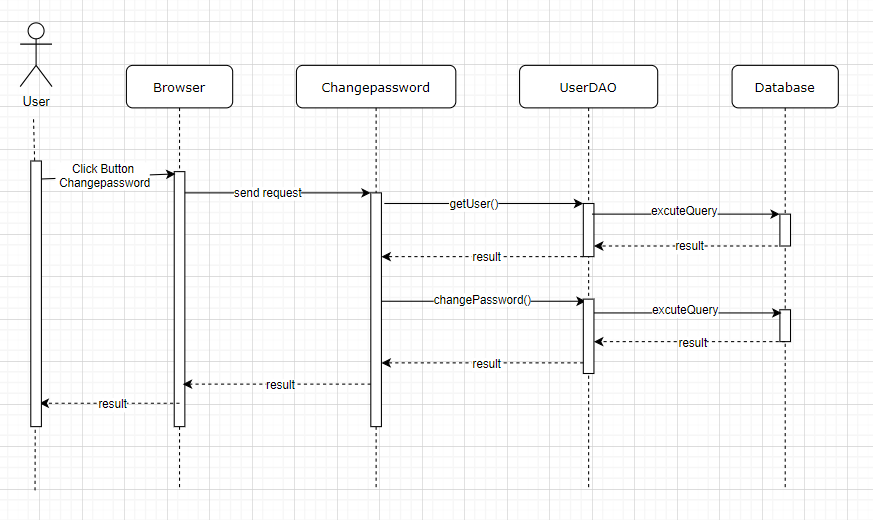 User
Browser
Changepassword
UserDAO
Database
Click Button
Changepassword
send request
getUser()
excuteQuery
result
result
changePassword()
excuteQuery
result
result
result
result